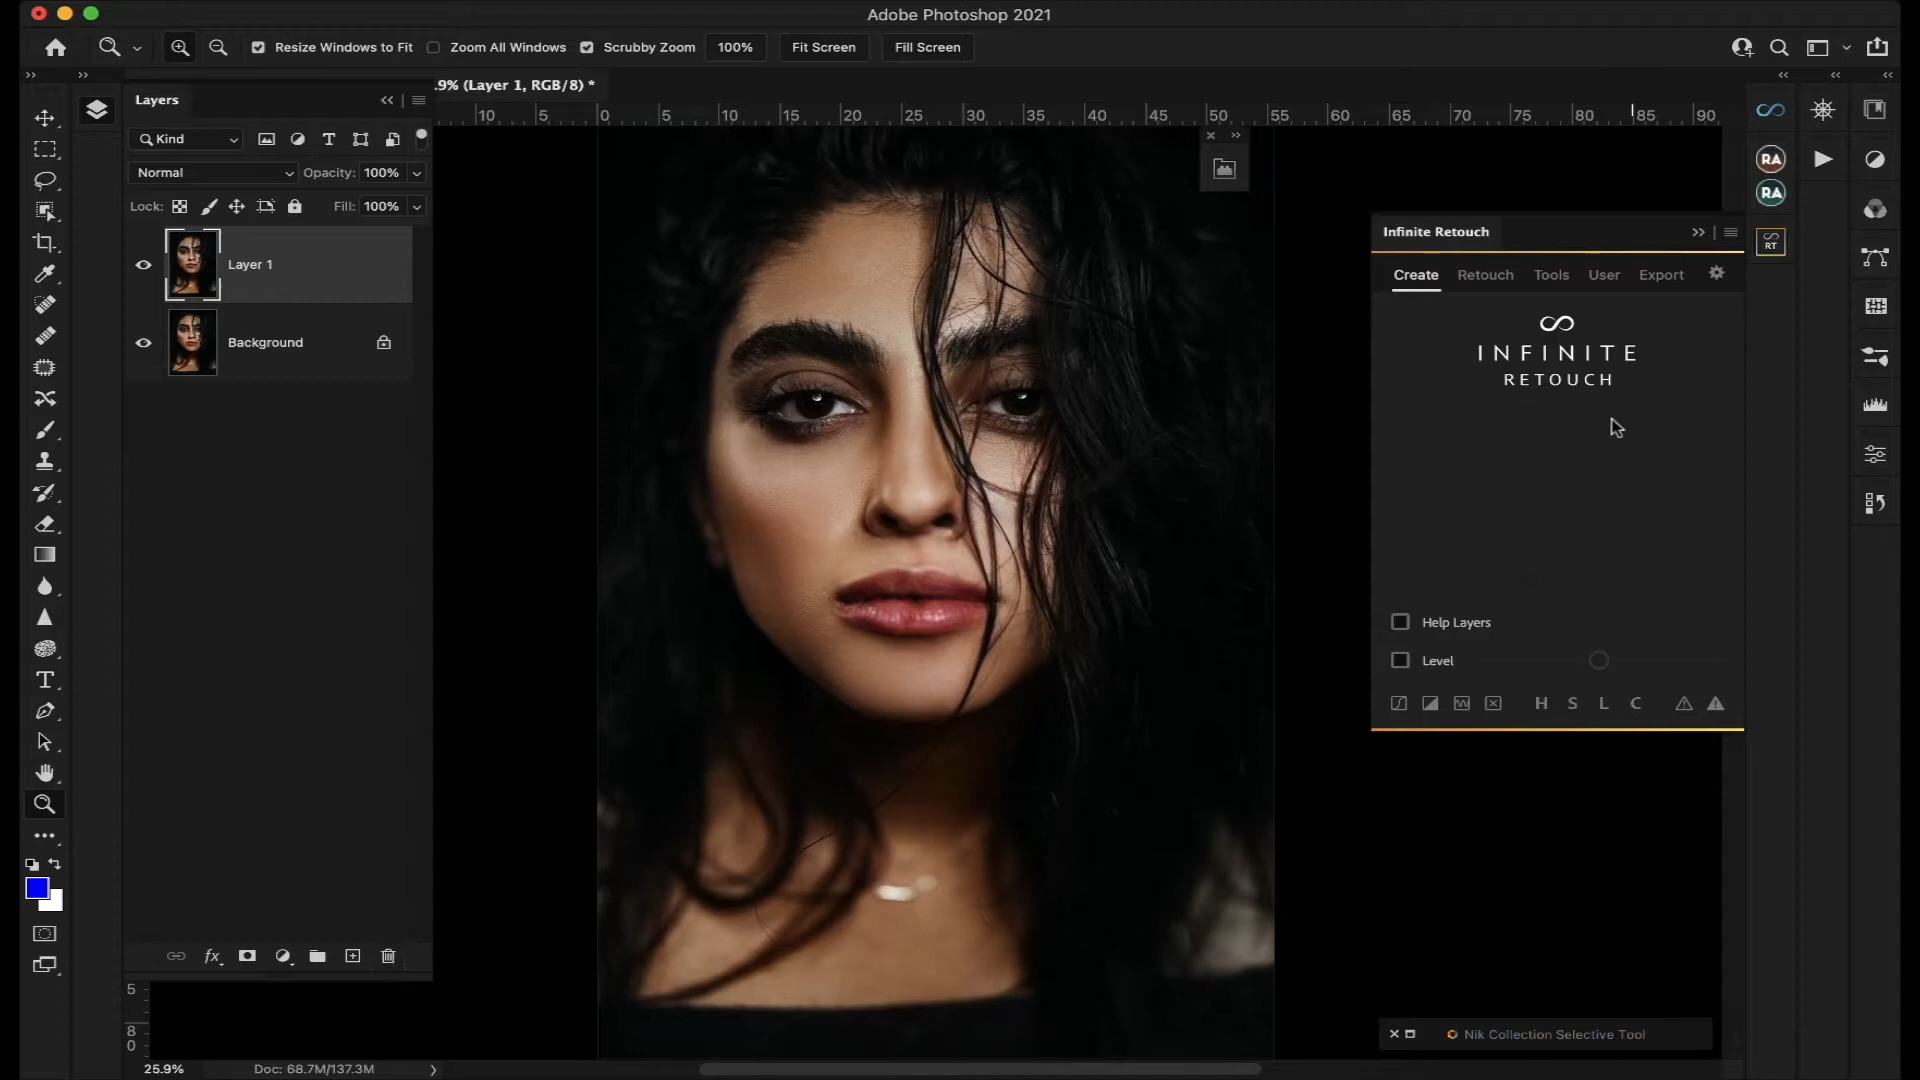 Adobe Photoshop 2021
Resize Windows to Fit Zoom All Windows Scrubby Zoom 100% Fit Screen Fill Screen
Layers
.9% (Layer 1, RGB/8) *
10 5 0 5 10 15 20 25 30 35 40 45 50 55 60 65 70 75 80 85 90
Kind
Normal Opacity: 100%
Lock: Fill: 100%
Layer 1
Background
RA
RA
RT
Infinite Retouch
Create Retouch Tools User Export
INFINITE
RETOUCH
Help Layers
Level
H S L C
fx
5
8
0
Nik Collection Selective Tool
25.9% Doc: 68.7M/137.3M